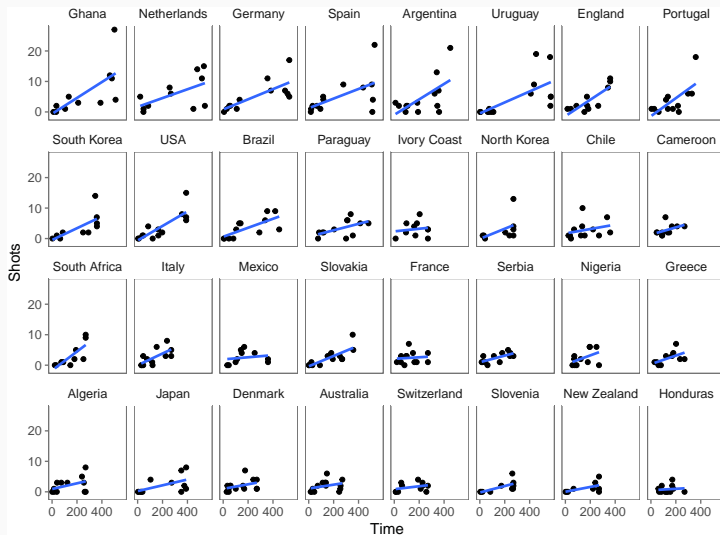 Ghana Netherlands Germany Spain Argentina Uruguay England Portugal
20
10
0
South Korea USA Brazil Paraguay Ivory Coast North Korea Chile Cameroon
20
10
0
Shots
South Africa Italy Mexico Slovakia France Serbia Nigeria Greece
20
10
0
Algeria Japan Denmark Australia Switzerland Slovenia New Zealand Honduras
20
10
0
0 200 400 0 200 400 0 200 400 0 200 400 0 200 400 0 200 400 0 200 400 0 200 400
Time